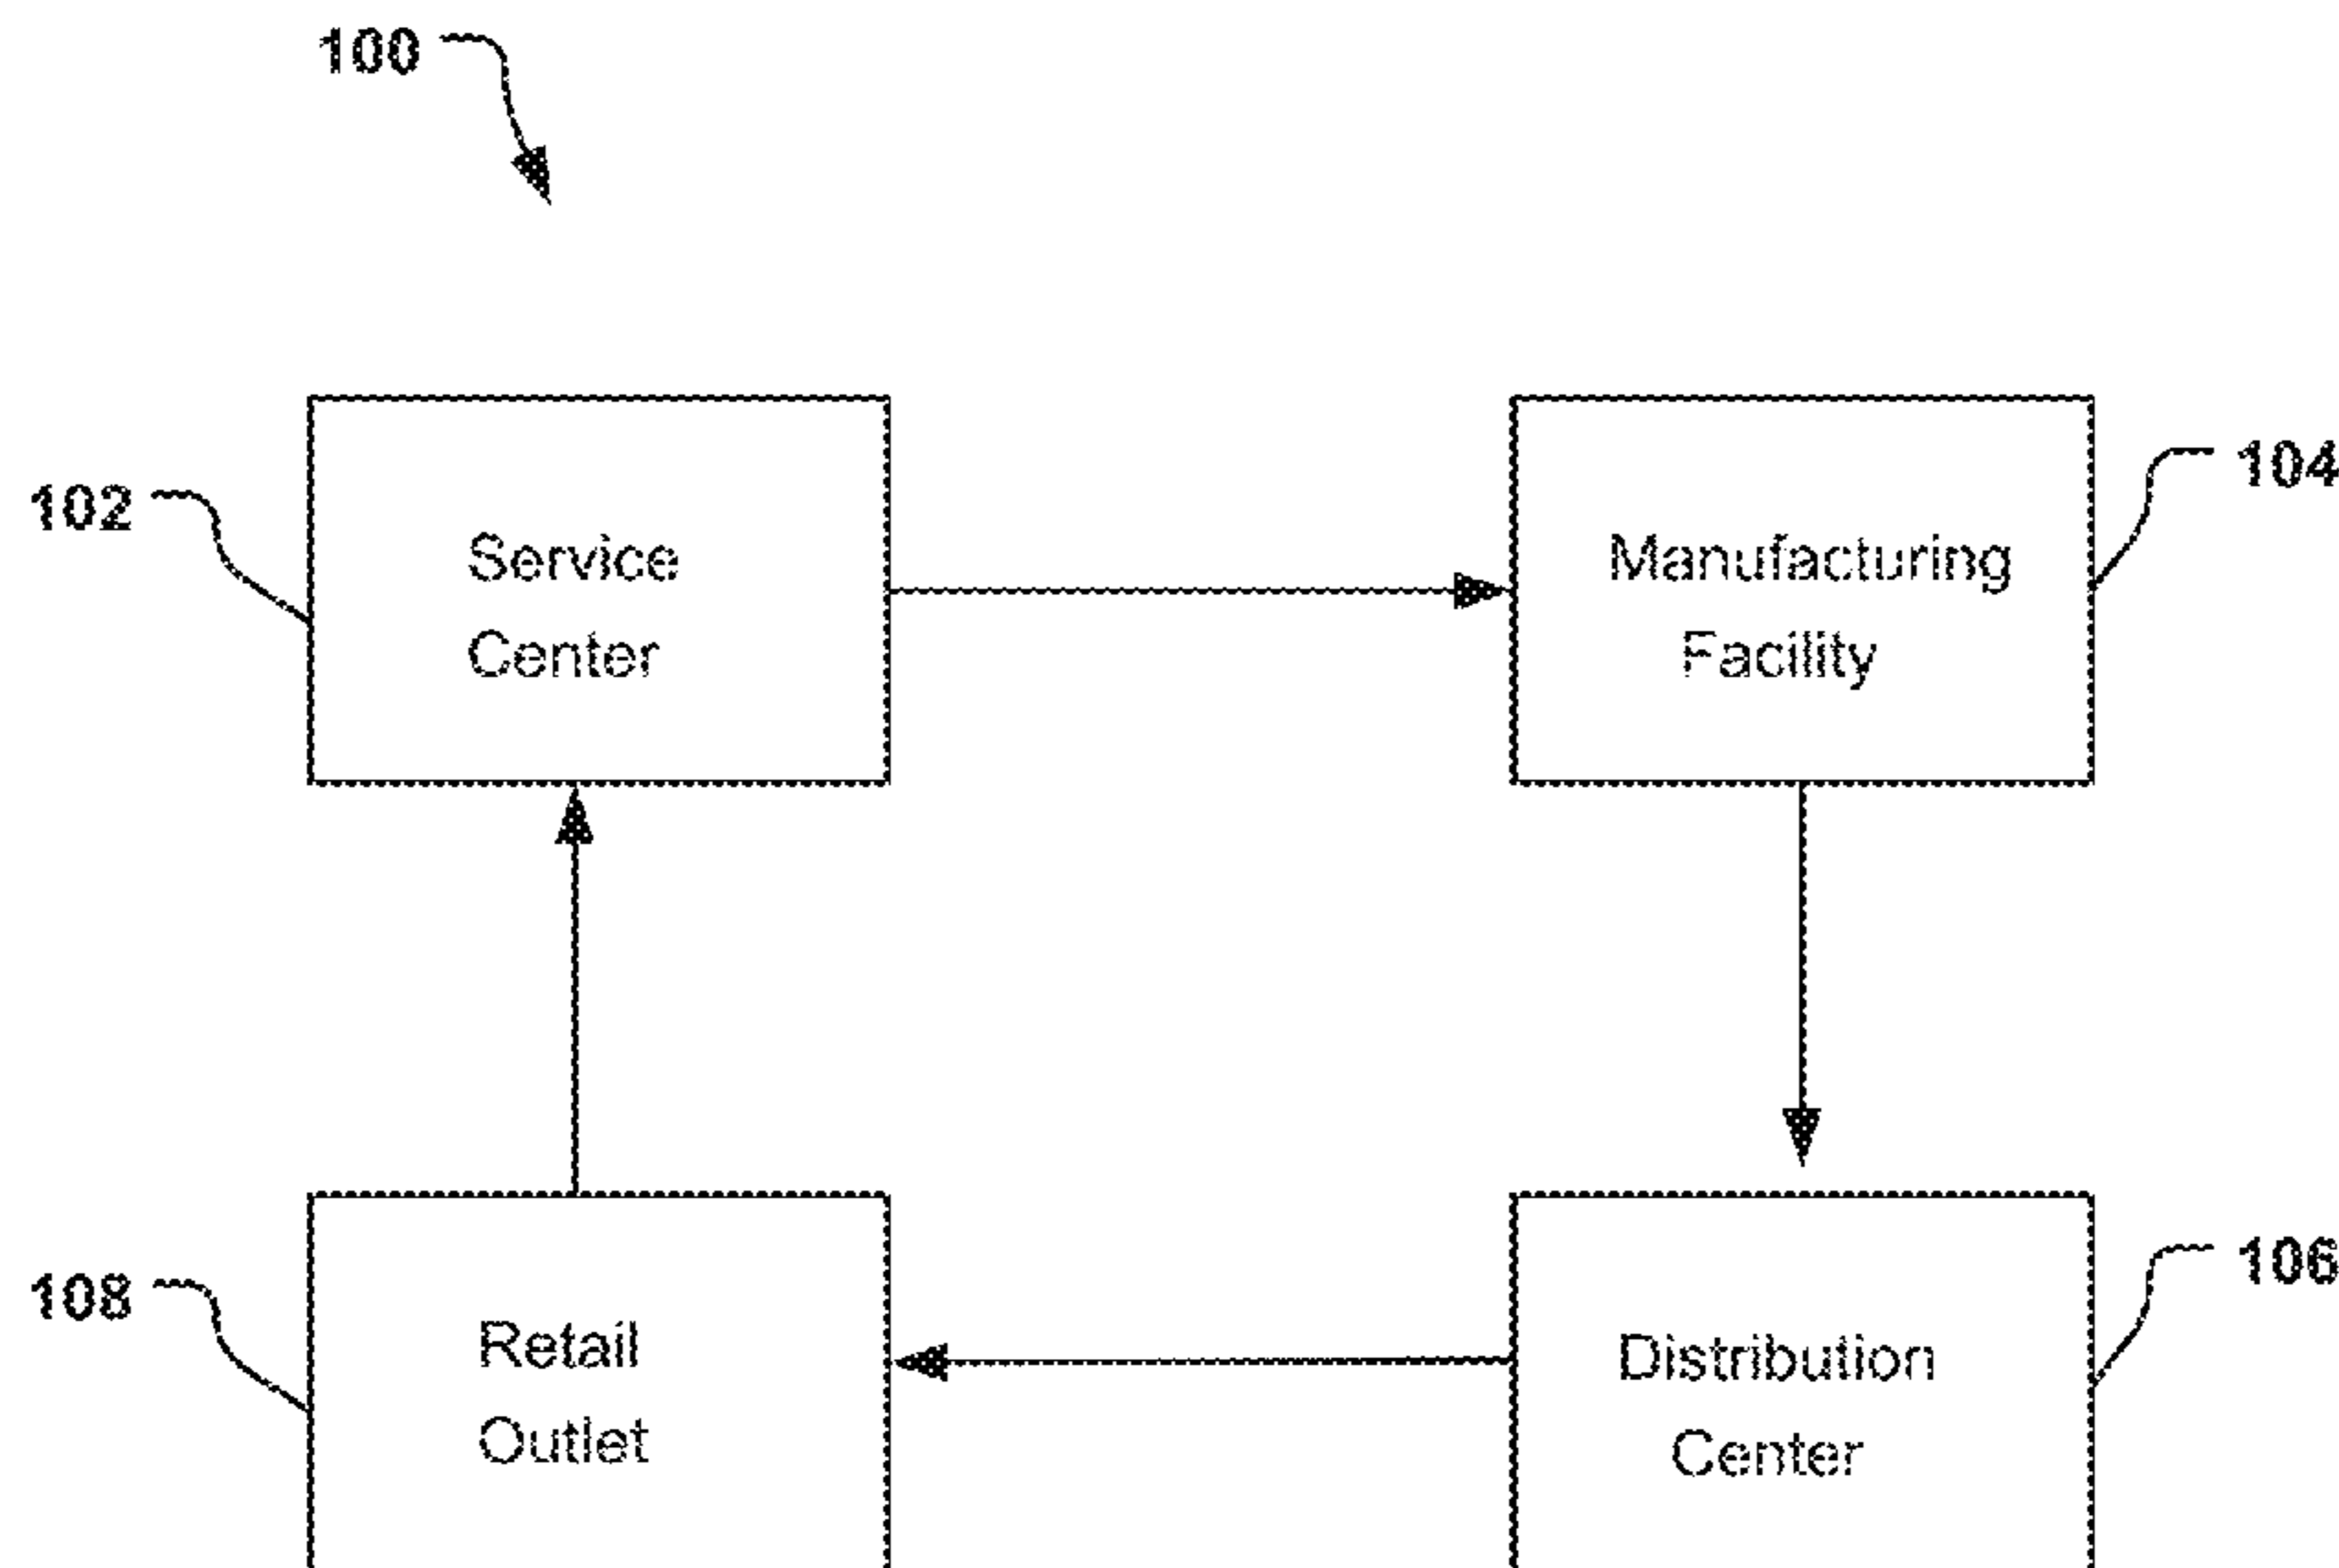 100
102
Service
Center
104
Manufacturing
Facility
108
Retail
Outlet
106
Distribution
Center